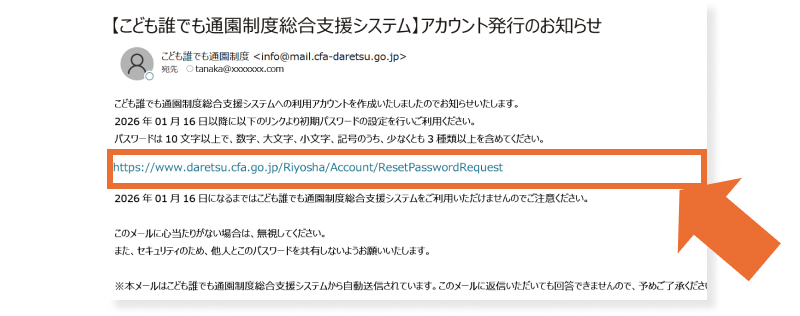 【こども誰でも通園制度総合支援システム】アカウント発行のお知らせ
こども誰でも通園制度 <info@mail.cfa-daretsu.go.jp>
宛先 tanaka@xxxxxxx.com
こども誰でも通園制度総合支援システムへの利用アカウントを作成いたしましたのでお知らせいたします。
2026 年 01 月 16 日以降に以下のリンクより初期パスワードの設定を行いご利用ください。
パスワードは 10 文字以上で、数字、大文字、小文字、記号のうち、少なくとも 3 種類以上を含めてください。
https://www.daretsu.cfa.go.jp/Riyosha/Account/ResetPasswordRequest
2026 年 01 月 16 日になるまではこども誰でも通園制度総合支援システムをご利用いただけませんのでご注意ください。
このメールに心当たりがない場合は、無視してください。
また、セキュリティのため、他人とこのパスワードを共有しないようお願いいたします。
※本メールはこども誰でも通園制度総合支援システムから自動送信されています。このメールに返信いただいても回答できませんので、予めご了承くださ